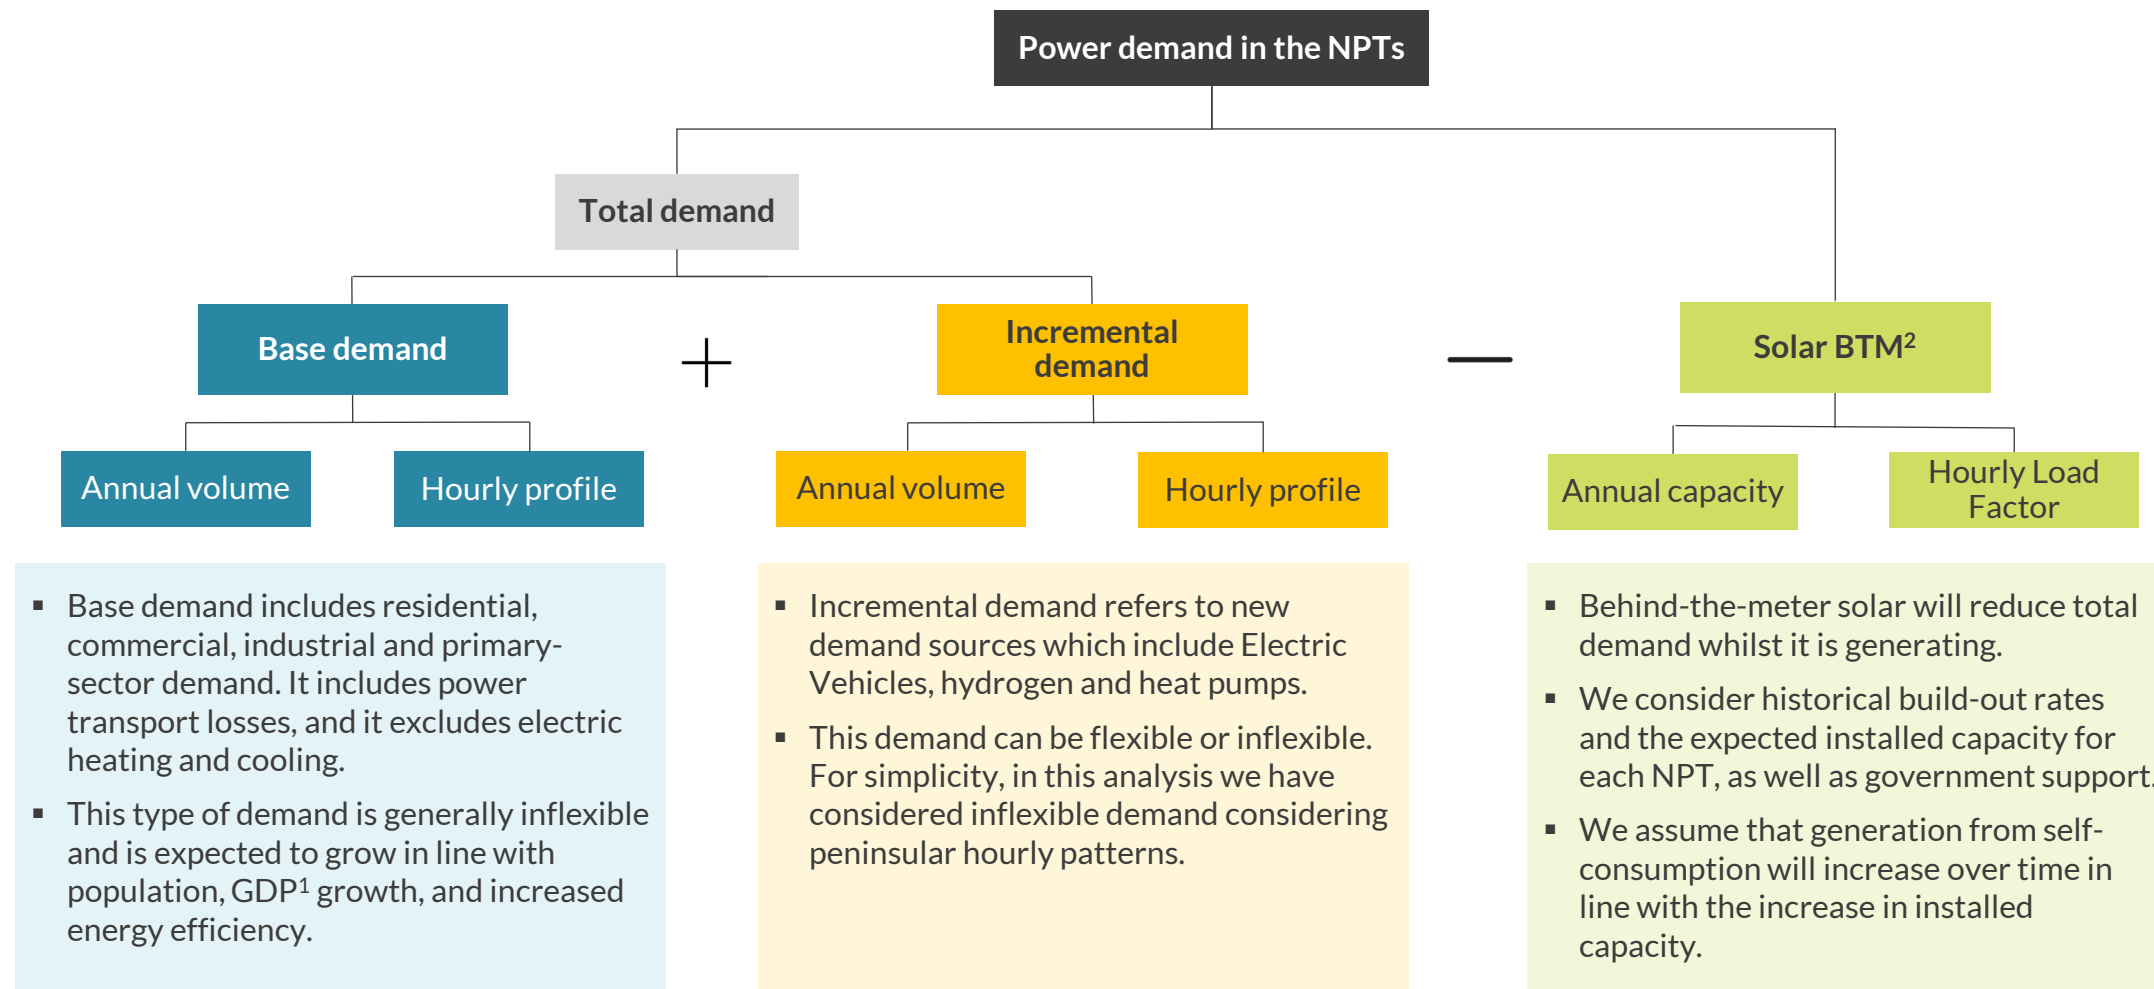 Power demand in the NPTs
Total demand
Base demand
+
Incremental
demand
—
Solar BTM²
Annual volume
Hourly profile
Annual volume
Hourly profile
Annual capacity
Hourly Load
Factor
▪ Base demand includes residential,
commercial, industrial and primary-
sector demand. It includes power
transport losses, and it excludes electric
heating and cooling.
▪ This type of demand is generally inflexible
and is expected to grow in line with
population, GDP¹ growth, and increased
energy efficiency.
▪ Incremental demand refers to new
demand sources which include Electric
Vehicles, hydrogen and heat pumps.
▪ This demand can be flexible or inflexible.
For simplicity, in this analysis we have
considered inflexible demand considering
peninsular hourly patterns.
▪ Behind-the-meter solar will reduce total
demand whilst it is generating.
▪ We consider historical build-out rates
and the expected installed capacity for
each NPT, as well as government support.
▪ We assume that generation from self-
consumption will increase over time in
line with the increase in installed
capacity.